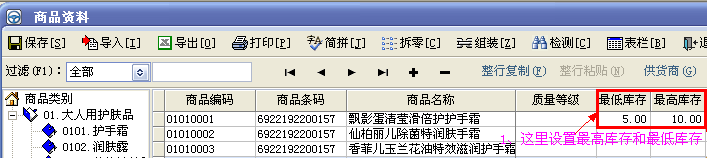 商品资料
保存[S] 导入[I] 导出[O] 打印[P] 简拼[J] 拆零[C] 组装[Z] 检测[C] 表栏[B]
过滤(F1): 全部 整行复制(F) 整行粘贴(N) 供货商(G)
商品类别 商品编码 商品条码 商品名称 质量等级 最低库存 最高库存
01.大人用护肤品 01010001 6922192200157 飘影蛋清莹滑倍护护手霜 5.00 10.00
0101.护手霜 01010002 6922192200157 仙柏丽儿除菌特润肤手霜
1、这里设置最高库存和最低库存
0102.润肤露 01010003 6922192200157 香菲儿玉兰花油特效滋润护手霜